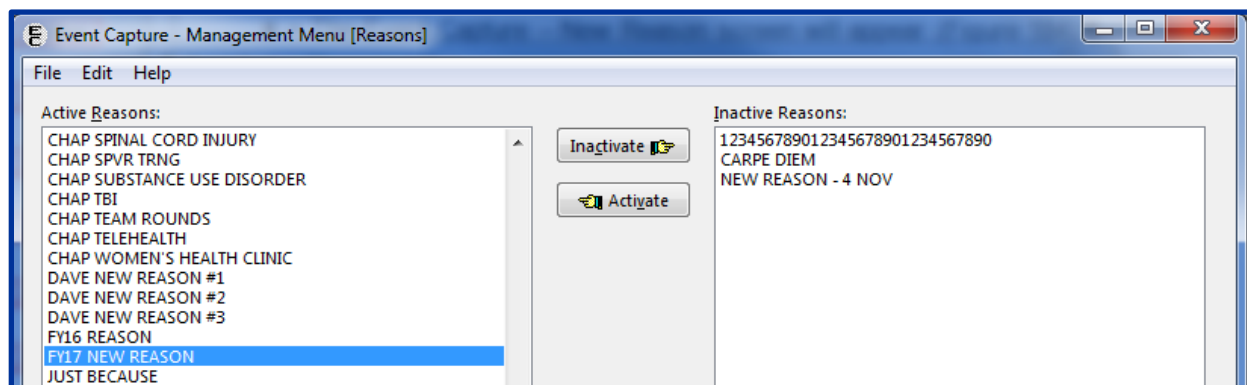 Event Capture - Management Menu [Reasons]
File Edit Help
Active Reasons:
CHAP SPINAL CORD INJURY
CHAP SPVR TRNG
CHAP SUBSTANCE USE DISORDER
CHAP TBI
CHAP TEAM ROUNDS
CHAP TELEHEALTH
CHAP WOMEN'S HEALTH CLINIC
DAVE NEW REASON #1
DAVE NEW REASON #2
DAVE NEW REASON #3
FY16 REASON
FY17 NEW REASON
JUST BECAUSE
Inactivate
Activate
Inactive Reasons:
123456789012345678901234567890
CARPE DIEM
NEW REASON - 4 NOV